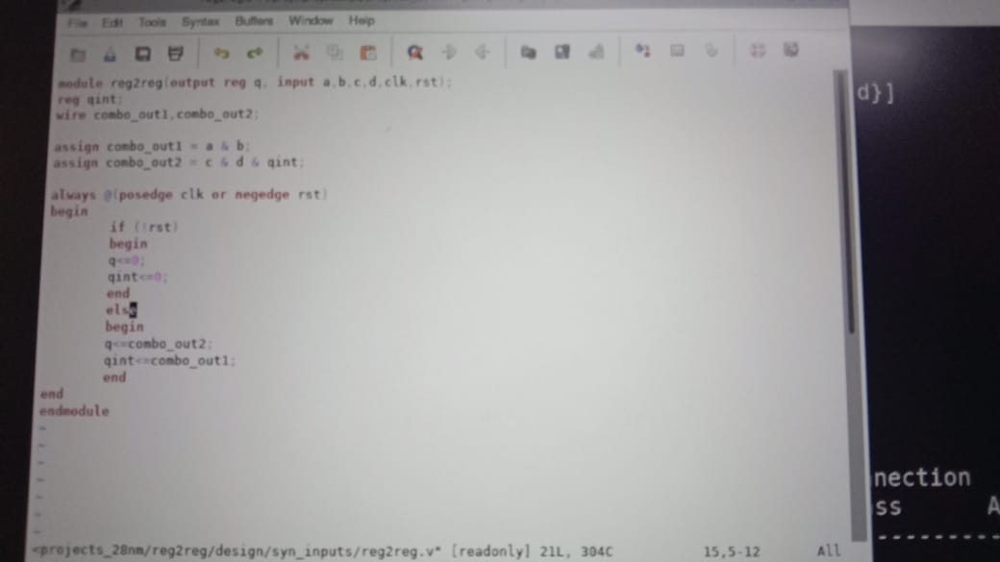 File Edit Tools Syntax Buffers Window Help
module reg2reg(output reg q, input a,b,c,d,clk,rst);
reg qint;
wire combo_out1,combo_out2;
assign combo_out1 = a & b;
assign combo_out2 = c & d & qint;
always @(posedge clk or negedge rst)
begin
if (!rst)
begin
q<=0;
qint<=0;
end
else
begin
q<=combo_out2;
qint<=combo_out1;
end
end
endmodule
~
~
~
~
~
~
~
<projects_28nm/reg2reg/design/syn_inputs/reg2reg.v" [readonly] 21L, 304C 15,5-12 All
d}]
nection
ss A
---------